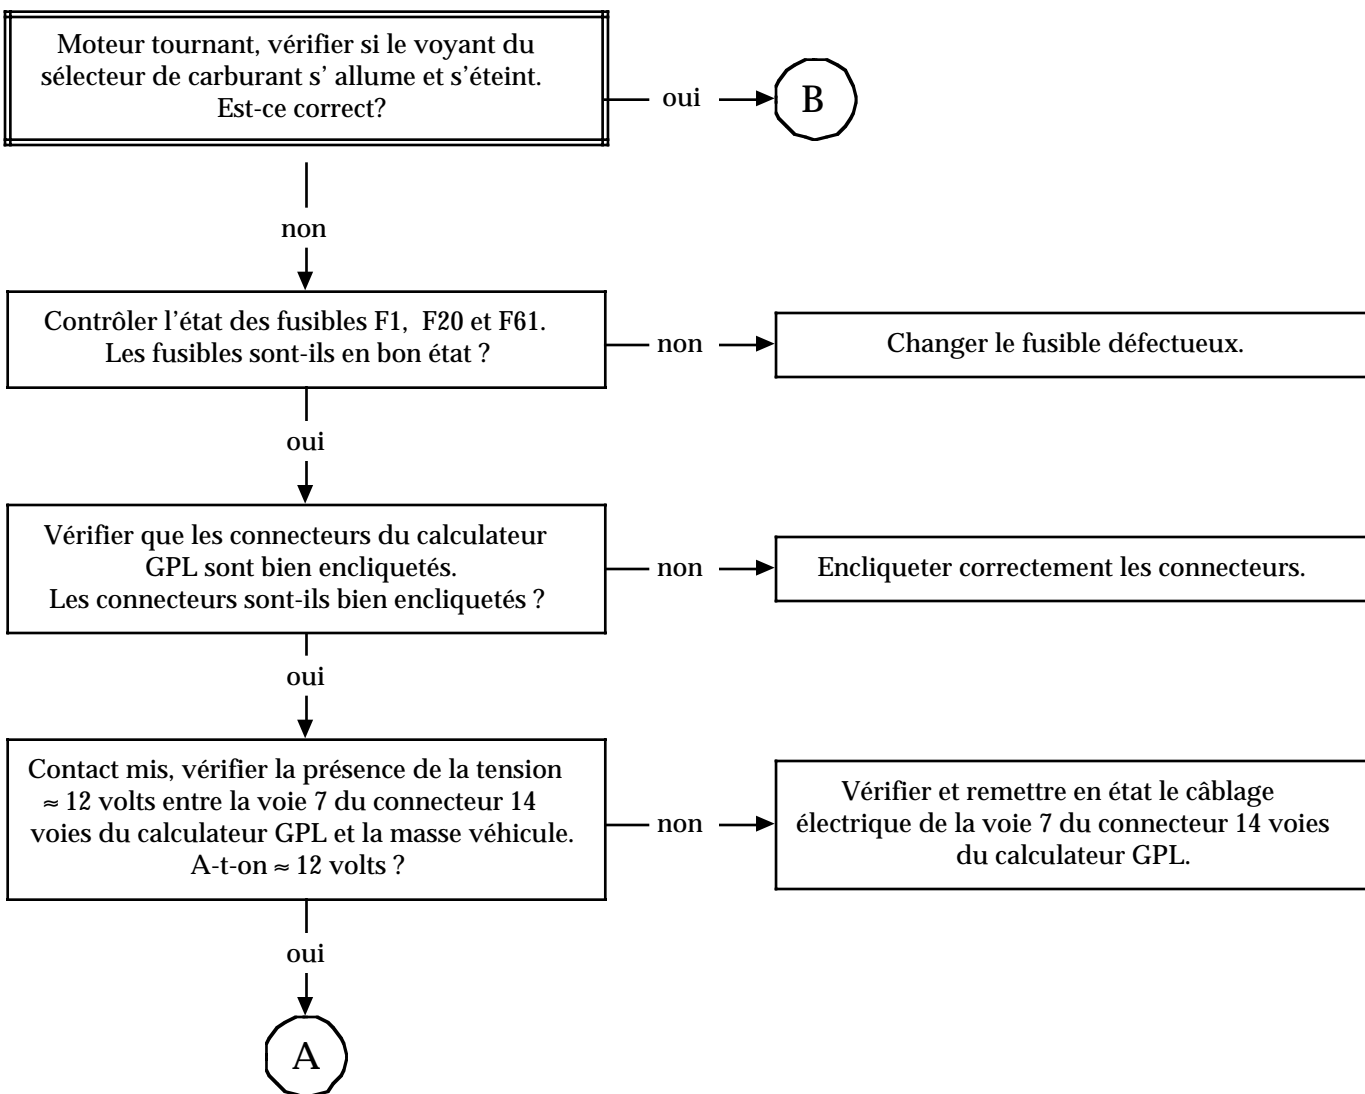 Moteur tournant, vérifier si le voyant du
sélecteur de carburant s' allume et s'éteint.
Est-ce correct?
oui
B
non
Contrôler l'état des fusibles F1, F20 et F61.
Les fusibles sont-ils en bon état ?
non
Changer le fusible défectueux.
oui
Vérifier que les connecteurs du calculateur
GPL sont bien encliquetés.
Les connecteurs sont-ils bien encliquetés ?
non
Encliqueter correctement les connecteurs.
oui
Contact mis, vérifier la présence de la tension
≈ 12 volts entre la voie 7 du connecteur 14
voies du calculateur GPL et la masse véhicule.
A-t-on ≈ 12 volts ?
non
Vérifier et remettre en état le câblage
électrique de la voie 7 du connecteur 14 voies
du calculateur GPL.
oui
A